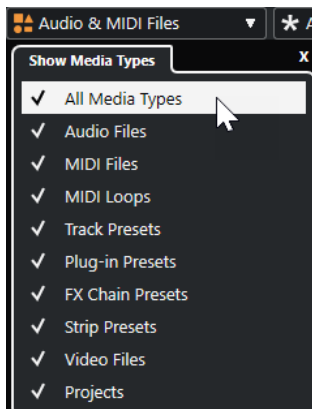 Audio & MIDI Files
Show Media Types
x
All Media Types
Audio Files
MIDI Files
MIDI Loops
Track Presets
Plug-in Presets
FX Chain Presets
Strip Presets
Video Files
Projects